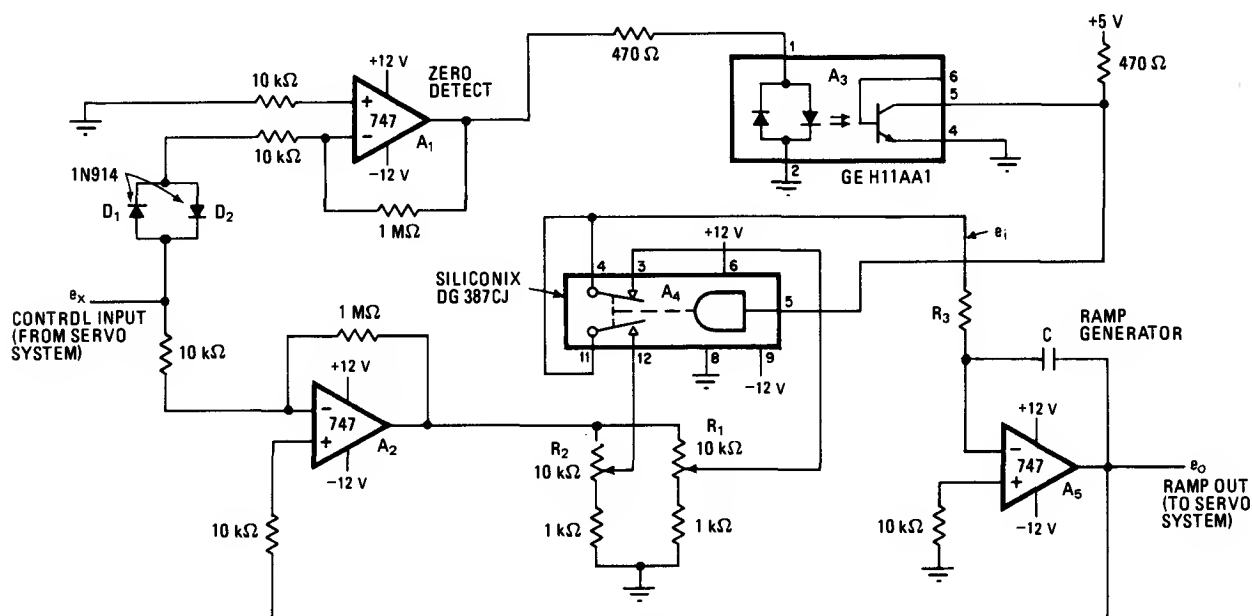 +5 V
470 Ω
470 Ω
1
A3
6
5
4
2
GE H11AA1
10 kΩ
+12 V
ZERO
DETECT
+
747
−
A1
10 kΩ
−12 V
1 MΩ
1N914
D1
D2
ex
CONTROL INPUT
(FROM SERVO
SYSTEM)
10 kΩ
1 MΩ
+12 V
−
747
+
A2
−12 V
10 kΩ
SILICONIX
DG 387CJ
+12 V
4
3
6
A4
5
11
12
8
9
−12 V
ei
R3
C
RAMP
GENERATOR
R2
10 kΩ
R1
10 kΩ
1 kΩ
1 kΩ
+12 V
−
747
+
A5
−12 V
10 kΩ
eo
RAMP OUT
(TO SERVO
SYSTEM)